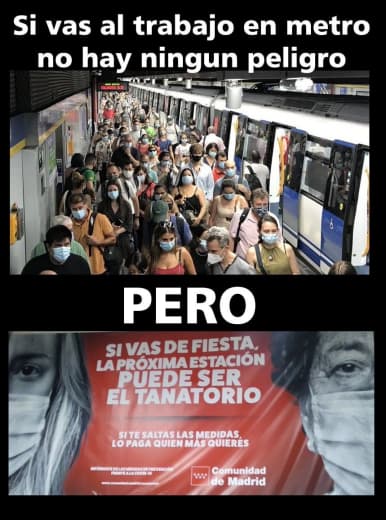 Si vas al trabajo en metro
no hay ningun peligro
PERO
SI VAS DE FIESTA,
LA PRÓXIMA ESTACIÓN
PUEDE SER
EL TANATORIO
SI TE SALTAS LAS MEDIDAS,
LO PAGA QUIEN MÁS QUIERES
Comunidad
de Madrid